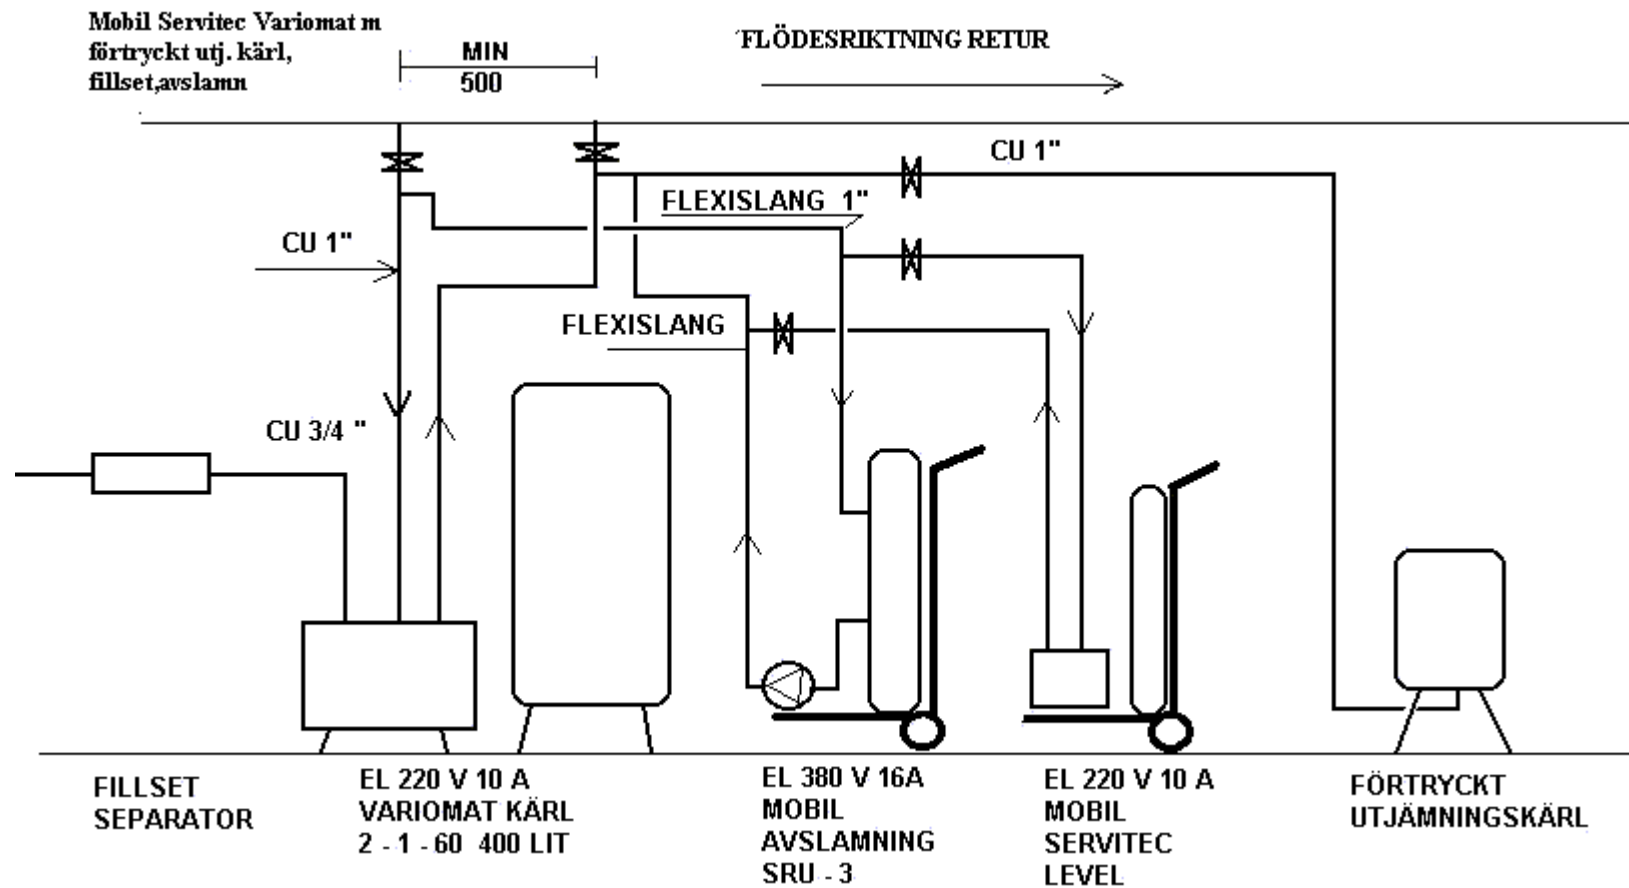 Mobil Servitec Variomat m
förtryckt utj. kärl,
fillset,avslamn
MIN
500
FLÖDESRIKTNING RETUR
CU 1"
FLEXISLANG 1"
CU 1"
FLEXISLANG
CU 3/4 "
FILLSET
SEPARATOR
EL 220 V 10 A
VARIOMAT KÄRL
2 - 1 - 60 400 LIT
EL 380 V 16A
MOBIL
AVSLAMNING
SRU - 3
EL 220 V 10 A
MOBIL
SERVITEC
LEVEL
FÖRTRYCKT
UTJÄMNINGSKÄRL